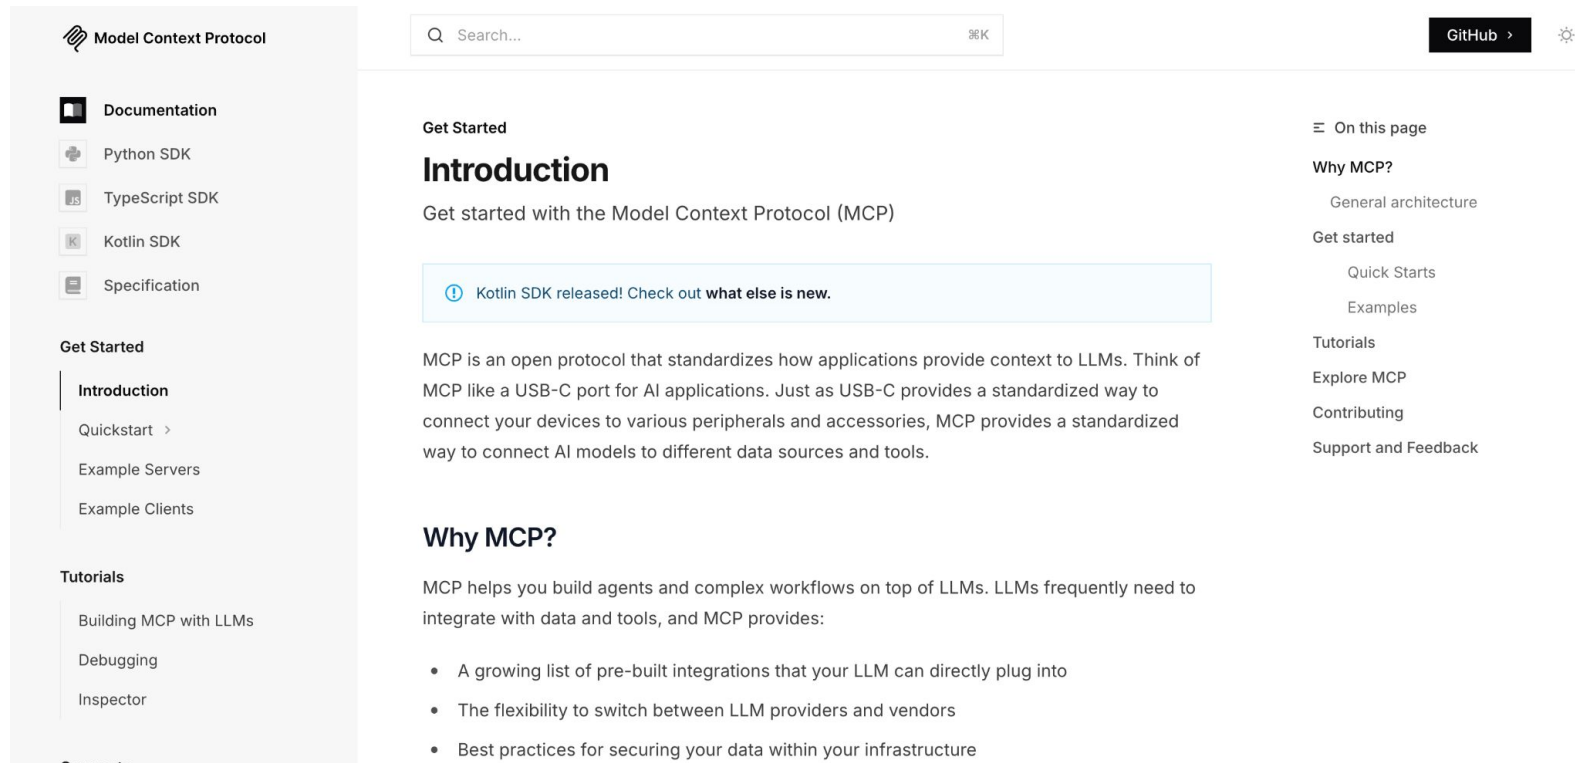 Model Context Protocol
Search...
⌘K
GitHub ›
Documentation
Python SDK
JS
TypeScript SDK
K
Kotlin SDK
Specification
Get Started
Introduction
Quickstart ›
Example Servers
Example Clients
Tutorials
Building MCP with LLMs
Debugging
Inspector
Get Started
Introduction
Get started with the Model Context Protocol (MCP)
Kotlin SDK released! Check out what else is new.
MCP is an open protocol that standardizes how applications provide context to LLMs. Think of
MCP like a USB-C port for AI applications. Just as USB-C provides a standardized way to
connect your devices to various peripherals and accessories, MCP provides a standardized
way to connect AI models to different data sources and tools.
Why MCP?
MCP helps you build agents and complex workflows on top of LLMs. LLMs frequently need to
integrate with data and tools, and MCP provides:
• A growing list of pre-built integrations that your LLM can directly plug into
• The flexibility to switch between LLM providers and vendors
• Best practices for securing your data within your infrastructure
On this page
Why MCP?
General architecture
Get started
Quick Starts
Examples
Tutorials
Explore MCP
Contributing
Support and Feedback